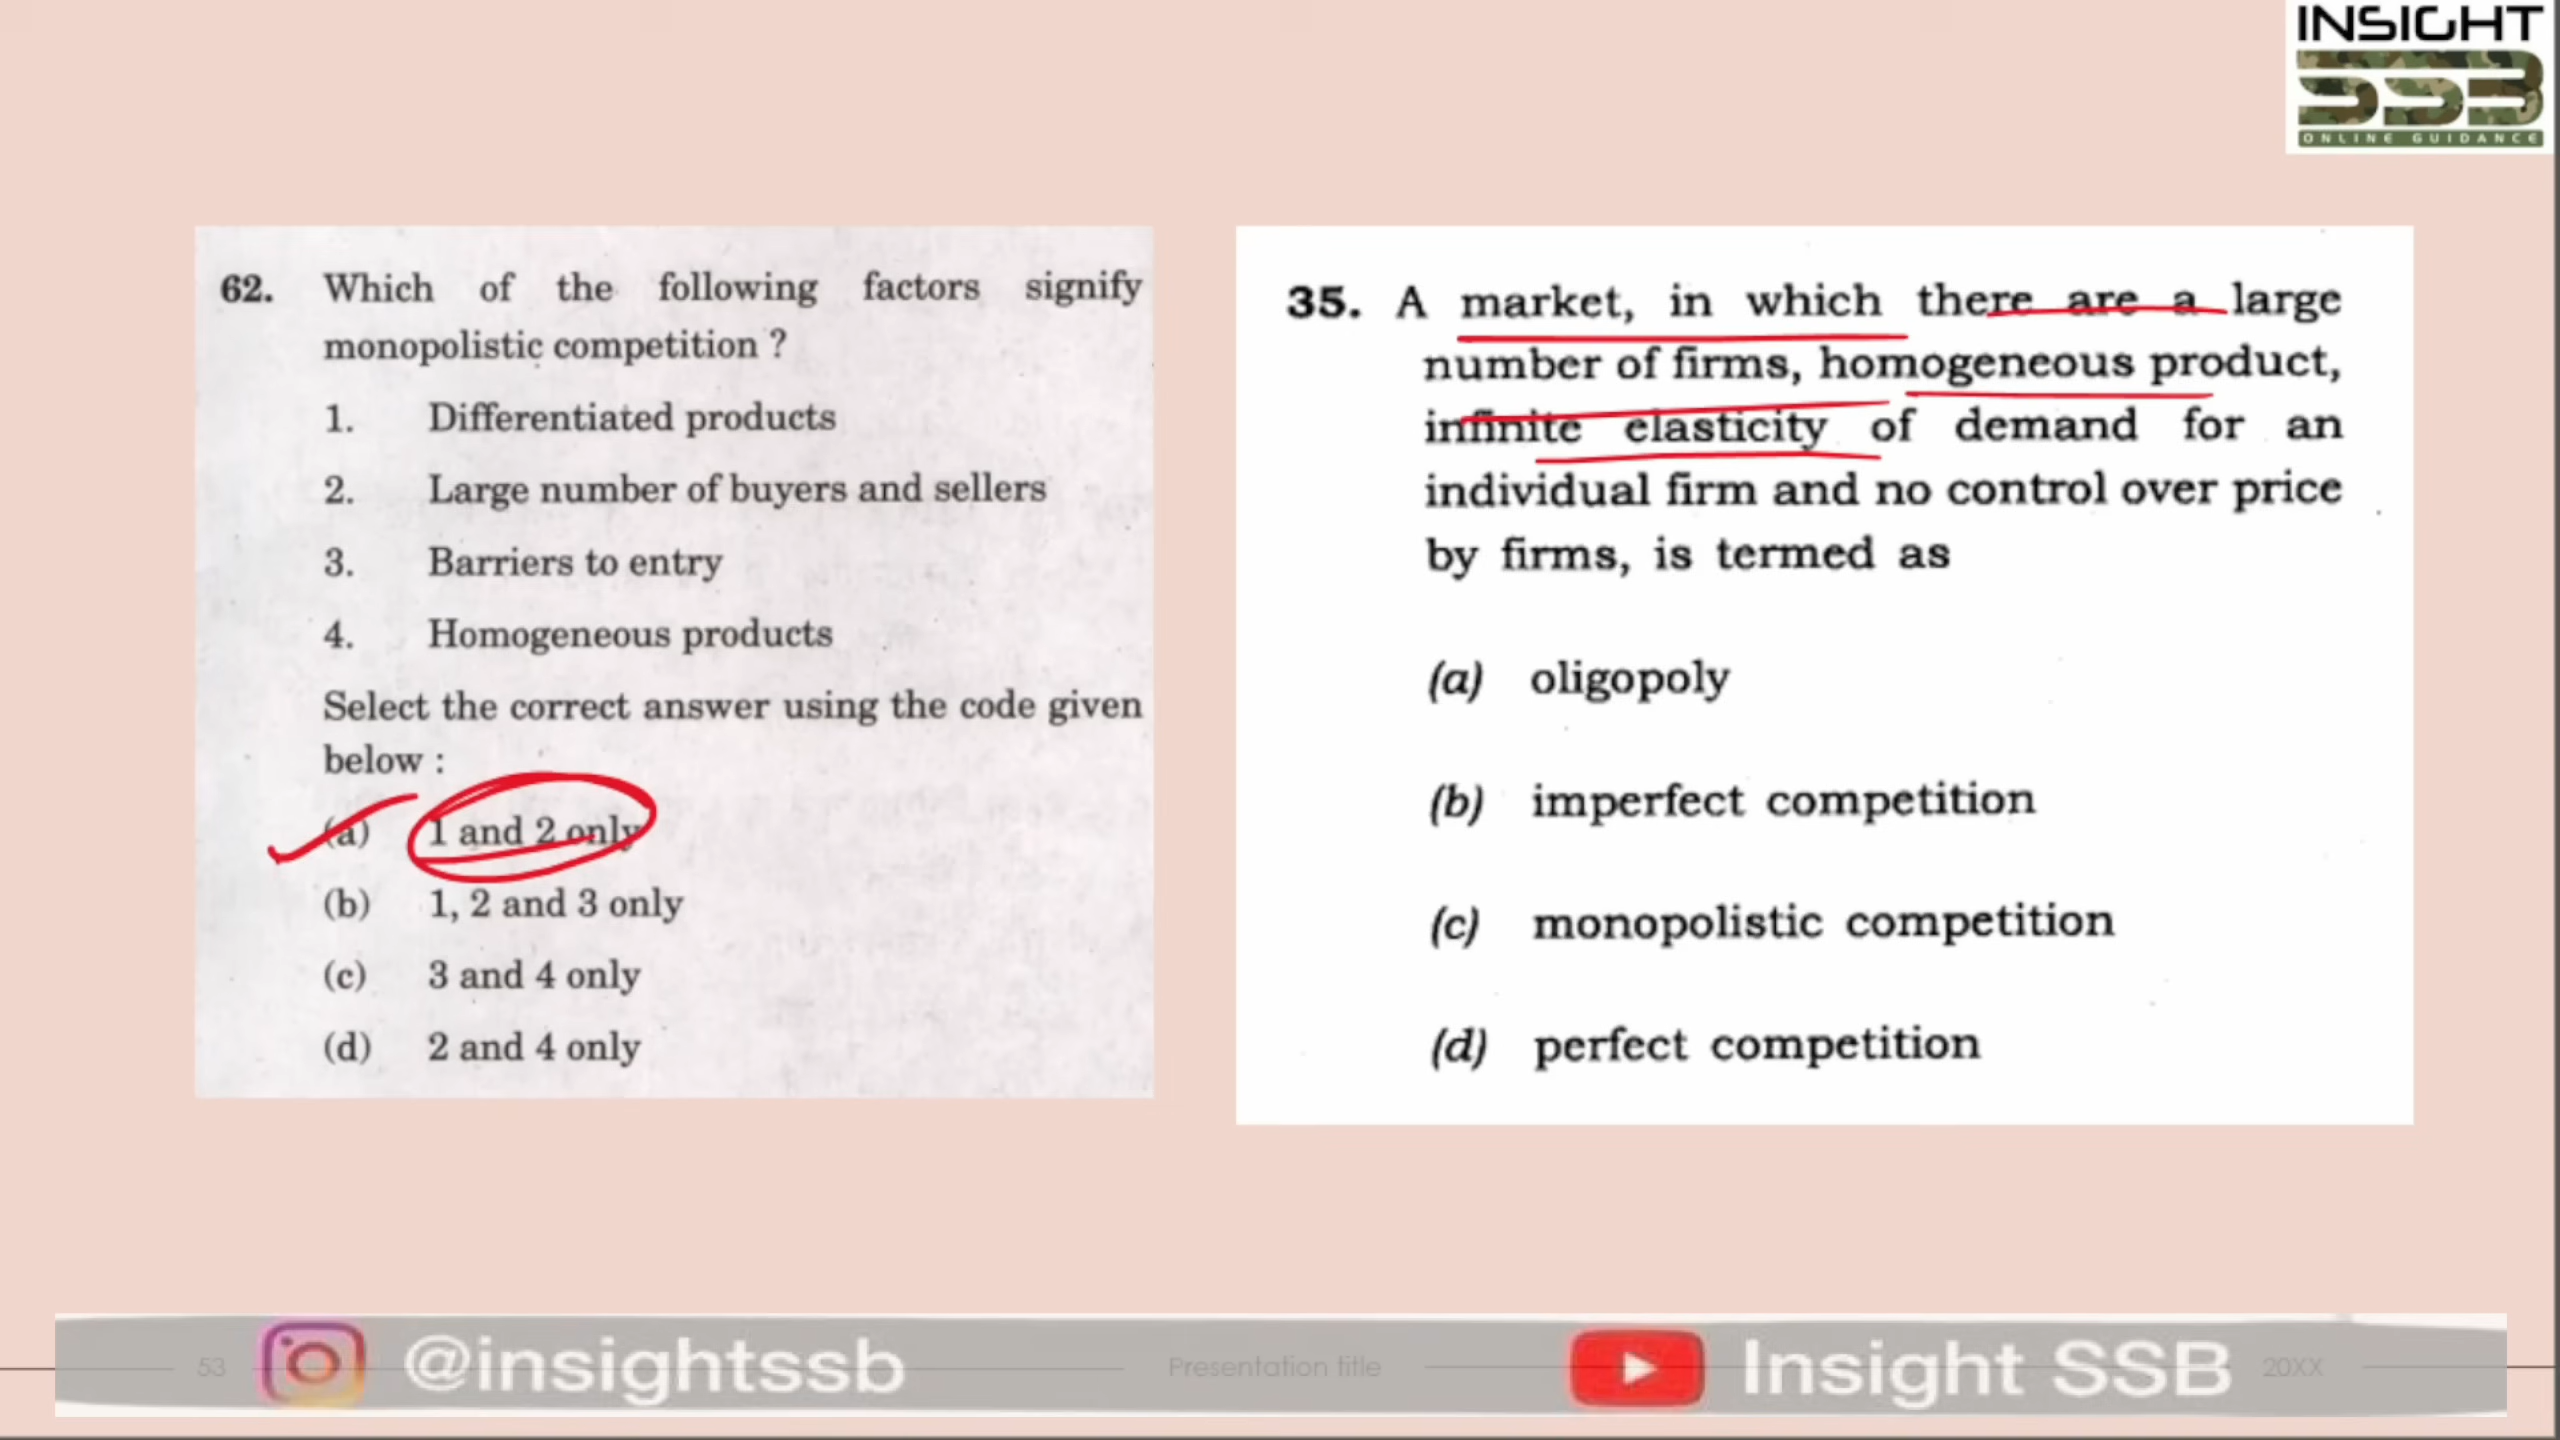 INSIGHT
SSB
ONLINE GUIDANCE
62. Which of the following factors signify
monopolistic competition ?
1. Differentiated products
2. Large number of buyers and sellers
3. Barriers to entry
4. Homogeneous products
Select the correct answer using the code given
below :
(a) 1 and 2 only
(b) 1, 2 and 3 only
(c) 3 and 4 only
(d) 2 and 4 only
35. A market, in which there are a large
number of firms, homogeneous product,
infinite elasticity of demand for an
individual firm and no control over price
by firms, is termed as
(a) oligopoly
(b) imperfect competition
(c) monopolistic competition
(d) perfect competition
53
@insightssb
Presentation title
Insight SSB
20XX